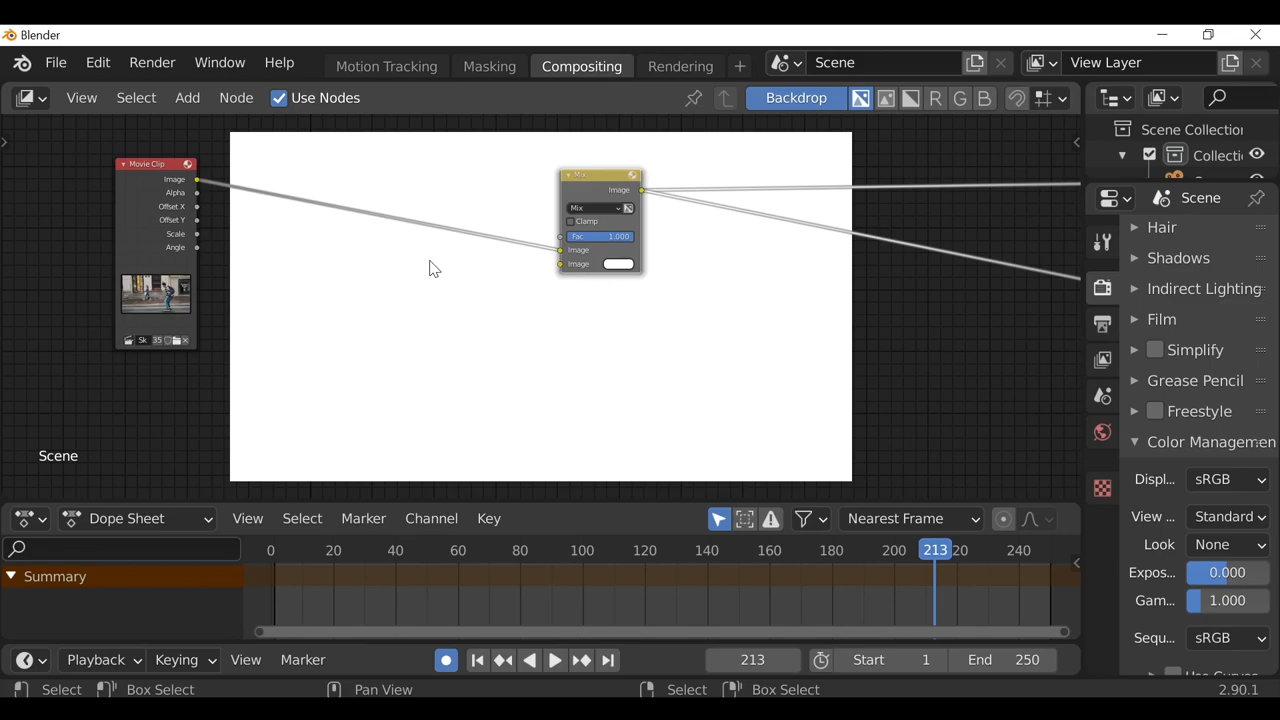 Blender
File Edit Render Window Help Motion Tracking Masking Compositing Rendering + Scene View Layer
View Select Add Node Use Nodes Backdrop R G B
Scene Collection
Collecti
Movie Clip
Image
Alpha
Offset X
Offset Y
Scale
Angle
Sk 35
Mix
Image
Mix
Clamp
Fac 1.000
Image
Image
Scene
Scene
Hair
Shadows
Indirect Lighting
Film
Simplify
Grease Pencil
Freestyle
Color Managemen
Displ... sRGB
View ... Standard
Look None
Expos... 0.000
Gam... 1.000
Sequ... sRGB
Dope Sheet View Select Marker Channel Key Nearest Frame
0 20 40 60 80 100 120 140 160 180 200 213 20 240
Summary
Playback Keying View Marker 213 Start 1 End 250
Select Box Select Pan View Select Box Select 2.90.1